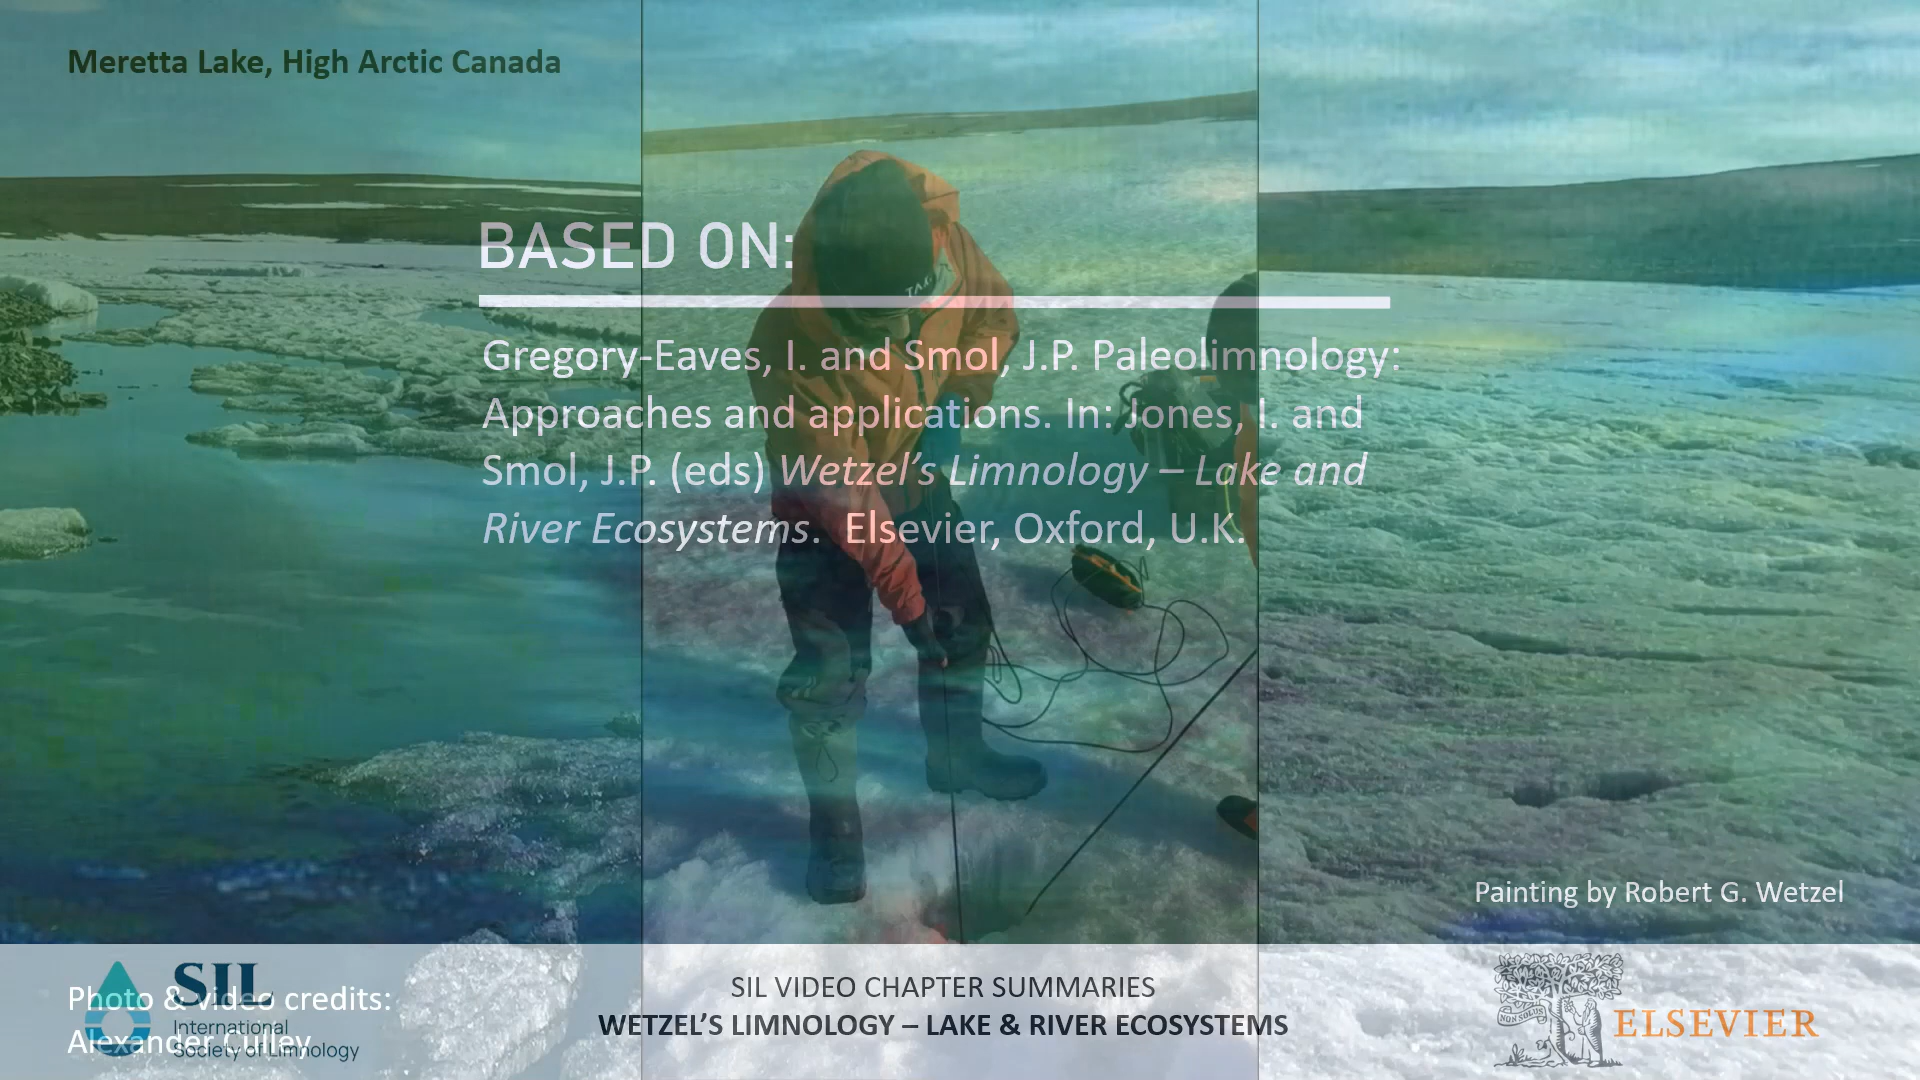 Meretta Lake, High Arctic Canada
BASED ON:
Gregory-Eaves, I. and Smol, J.P. Paleolimnology:
Approaches and applications. In: Jones, I. and
Smol, J.P. (eds) Wetzel’s Limnology – Lake and
River Ecosystems. Elsevier, Oxford, U.K.
Painting by Robert G. Wetzel
Photo & video credits:
Alexander Culley
SIL
International
Society of Limnology
SIL VIDEO CHAPTER SUMMARIES
WETZEL’S LIMNOLOGY – LAKE & RIVER ECOSYSTEMS
NON SOLUS
ELSEVIER